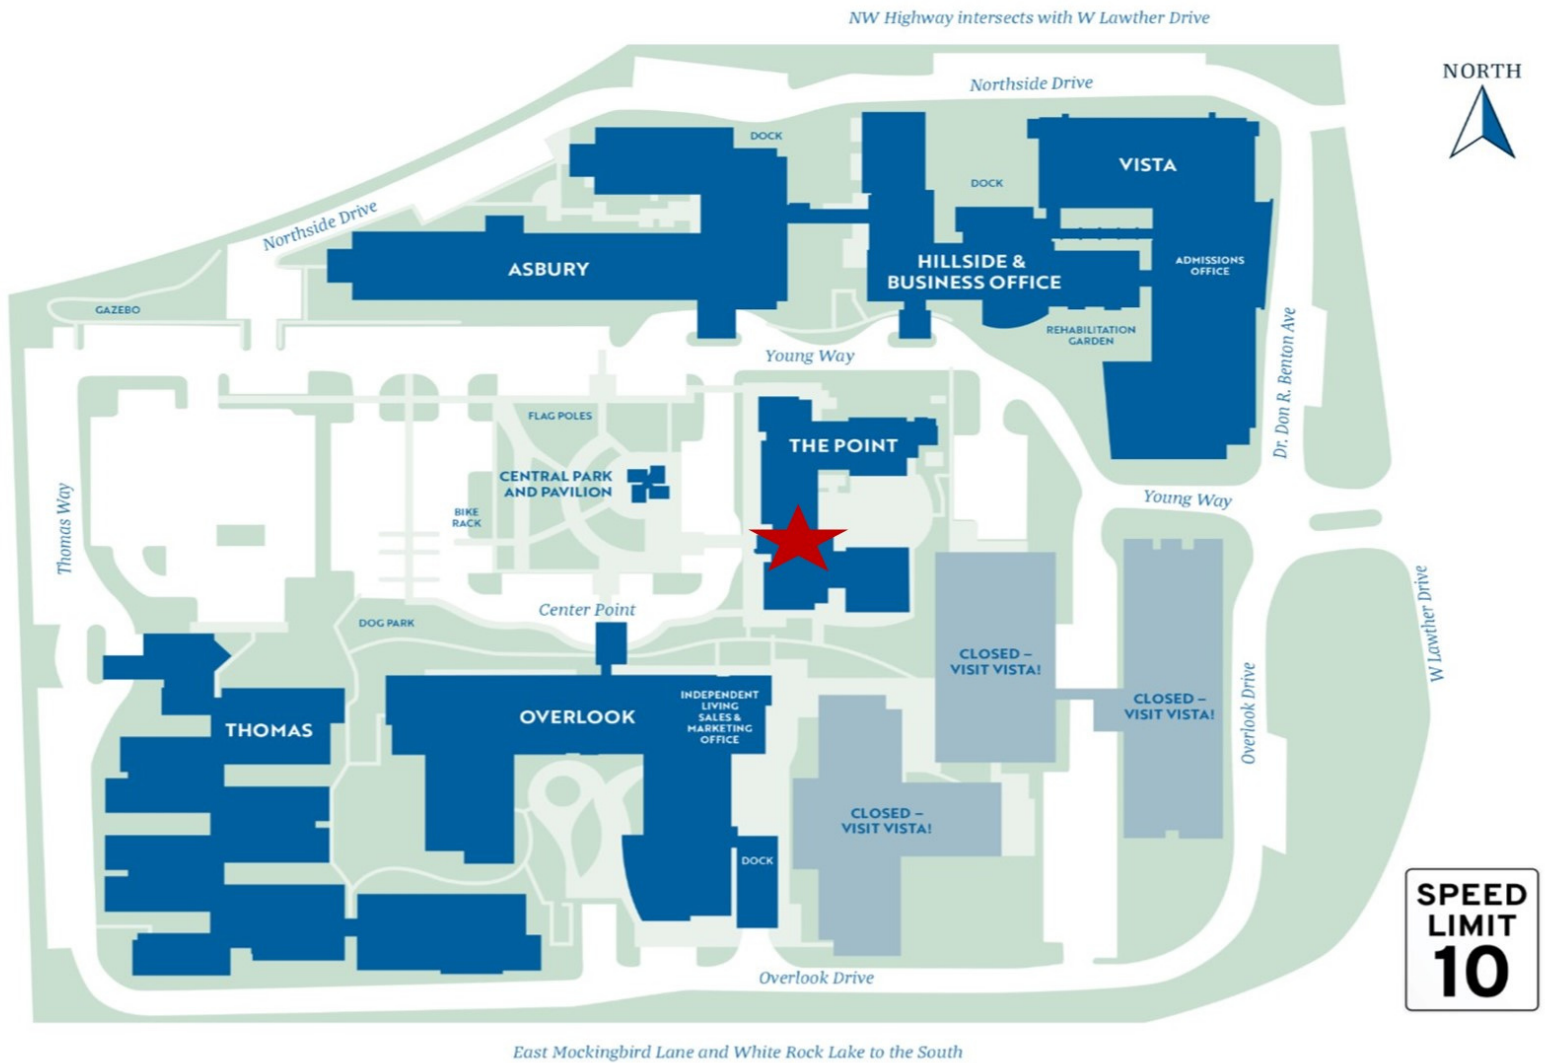 NW Highway intersects with W Lawther Drive
NORTH
Northside Drive
DOCK
VISTA
DOCK
Northside Drive
ASBURY
HILLSIDE &
BUSINESS OFFICE
ADMISSIONS
OFFICE
GAZEBO
REHABILITATION
GARDEN
Dr. Don R. Benton Ave
Young Way
FLAG POLES
THE POINT
CENTRAL PARK
AND PAVILION
BIKE
RACK
Thomas Way
Young Way
Center Point
DOG PARK
W Lawther Drive
CLOSED –
VISIT VISTA!
CLOSED –
VISIT VISTA!
Overlook Drive
THOMAS
OVERLOOK
INDEPENDENT
LIVING
SALES &
MARKETING
OFFICE
CLOSED –
VISIT VISTA!
DOCK
SPEED
LIMIT
10
Overlook Drive
East Mockingbird Lane and White Rock Lake to the South